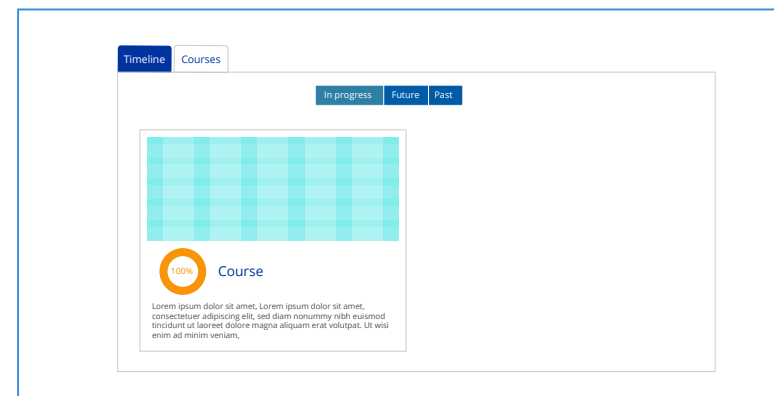 Timeline Courses
In progress Future Past
100% Course
Lorem ipsum dolor sit amet, Lorem ipsum dolor sit amet,
consectetuer adipiscing elit, sed diam nonummy nibh euismod
tincidunt ut laoreet dolore magna aliquam erat volutpat. Ut wisi
enim ad minim veniam,